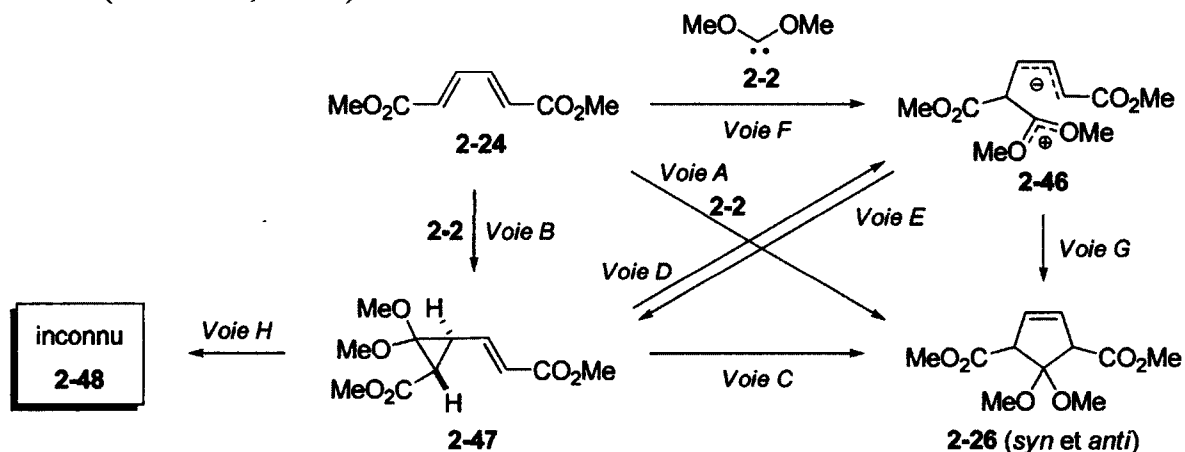 MeO OMe
2-2
MeO₂C CO₂Me
2-24
Voie F
MeO₂C CO₂Me
⊖
MeO OMe
⊕
2-46
Voie A
2-2
2-2 Voie B
Voie D
Voie E
Voie G
inconnu
2-48
Voie H
MeO H
MeO
MeO₂C CO₂Me
H
2-47
Voie C
MeO₂C CO₂Me
MeO OMe
2-26 (syn et anti)